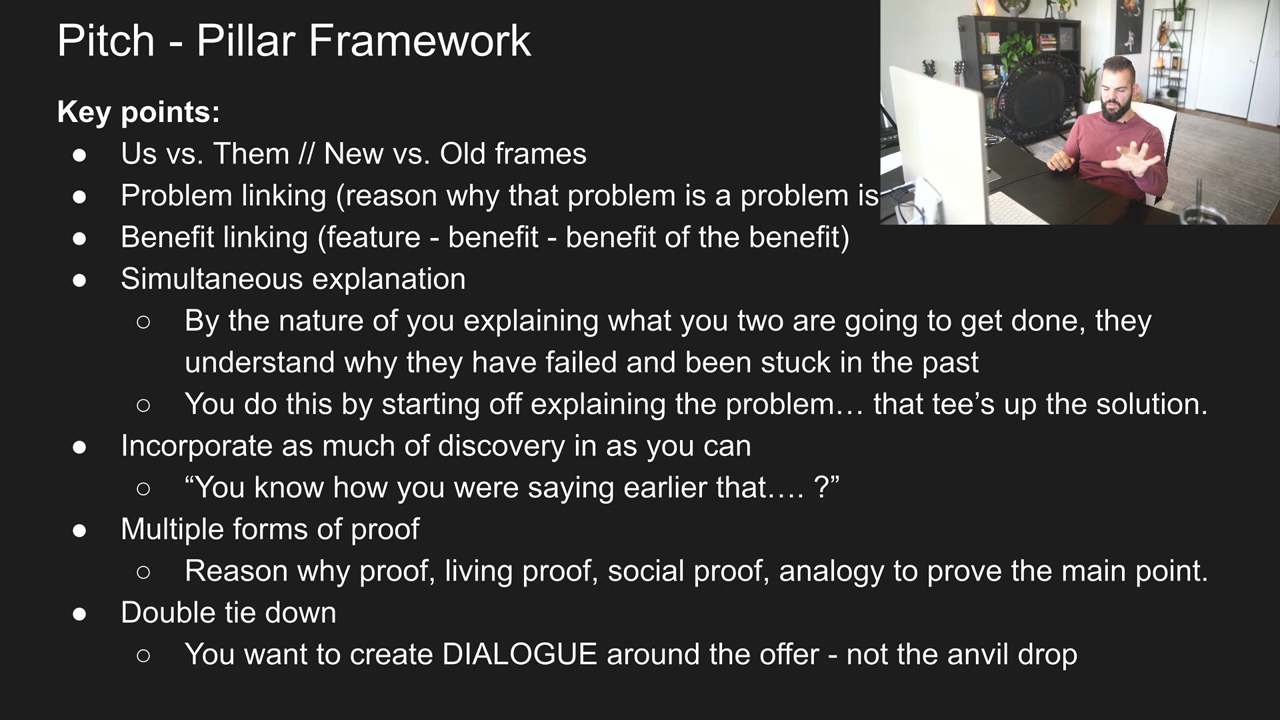 Pitch - Pillar Framework
Key points:
● Us vs. Them // New vs. Old frames
● Problem linking (reason why that problem is a problem is
● Benefit linking (feature - benefit - benefit of the benefit)
● Simultaneous explanation
○ By the nature of you explaining what you two are going to get done, they
understand why they have failed and been stuck in the past
○ You do this by starting off explaining the problem… that tee’s up the solution.
● Incorporate as much of discovery in as you can
○ “You know how you were saying earlier that…. ?”
● Multiple forms of proof
○ Reason why proof, living proof, social proof, analogy to prove the main point.
● Double tie down
○ You want to create DIALOGUE around the offer - not the anvil drop